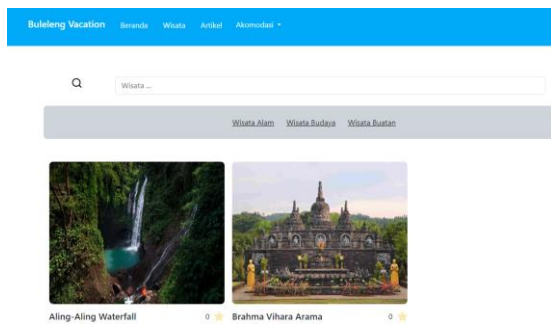 Buleleng Vacation Beranda Wisata Artikel Akomodasi
Wisata ...
Wisata Alam Wisata Budaya Wisata Buatan
Aling-Aling Waterfall 0 Brahma Vihara Arama 0